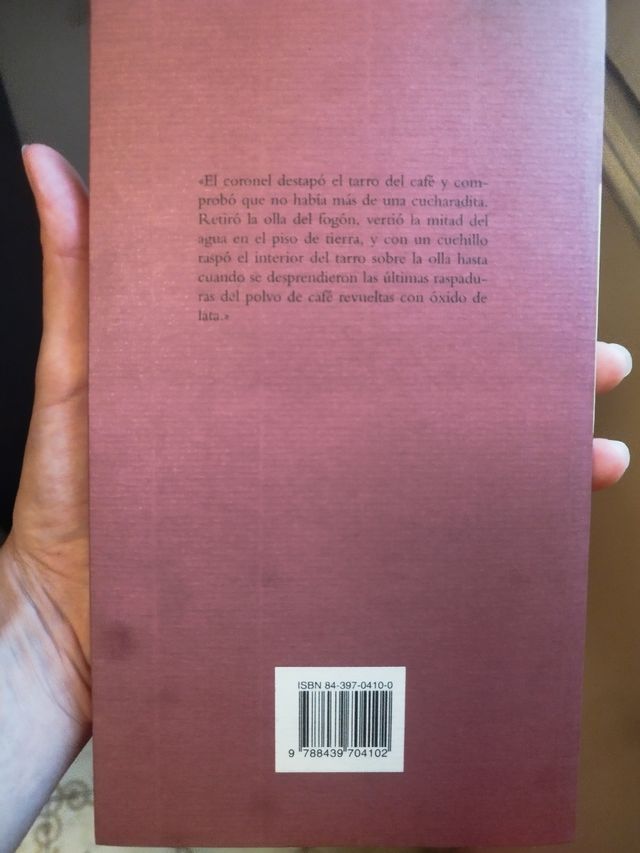 «El coronel destapó el tarro del café y com-
probó que no había más de una cucharadita.
Retiró la olla del fogón, vertió la mitad del
agua en el piso de tierra, y con un cuchillo
raspó el interior del tarro sobre la olla hasta
cuando se desprendieron las últimas raspadu-
ras del polvo de café revueltas con óxido de
lata.»
ISBN 84-397-0410-0
9 788439 704102